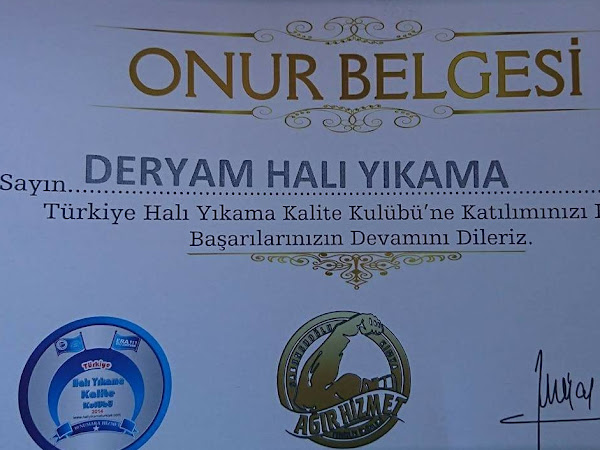 ONUR BELGESİ
Sayın DERYAM HALI YIKAMA
Türkiye Halı Yıkama Kalite Kulübü'ne Katılımınızı
Başarılarınızın Devamını Dileriz.
ERA!!!
Türkiye
Halı Yıkama
Kalite
Kulübü
2014
AĞIR HİZMET